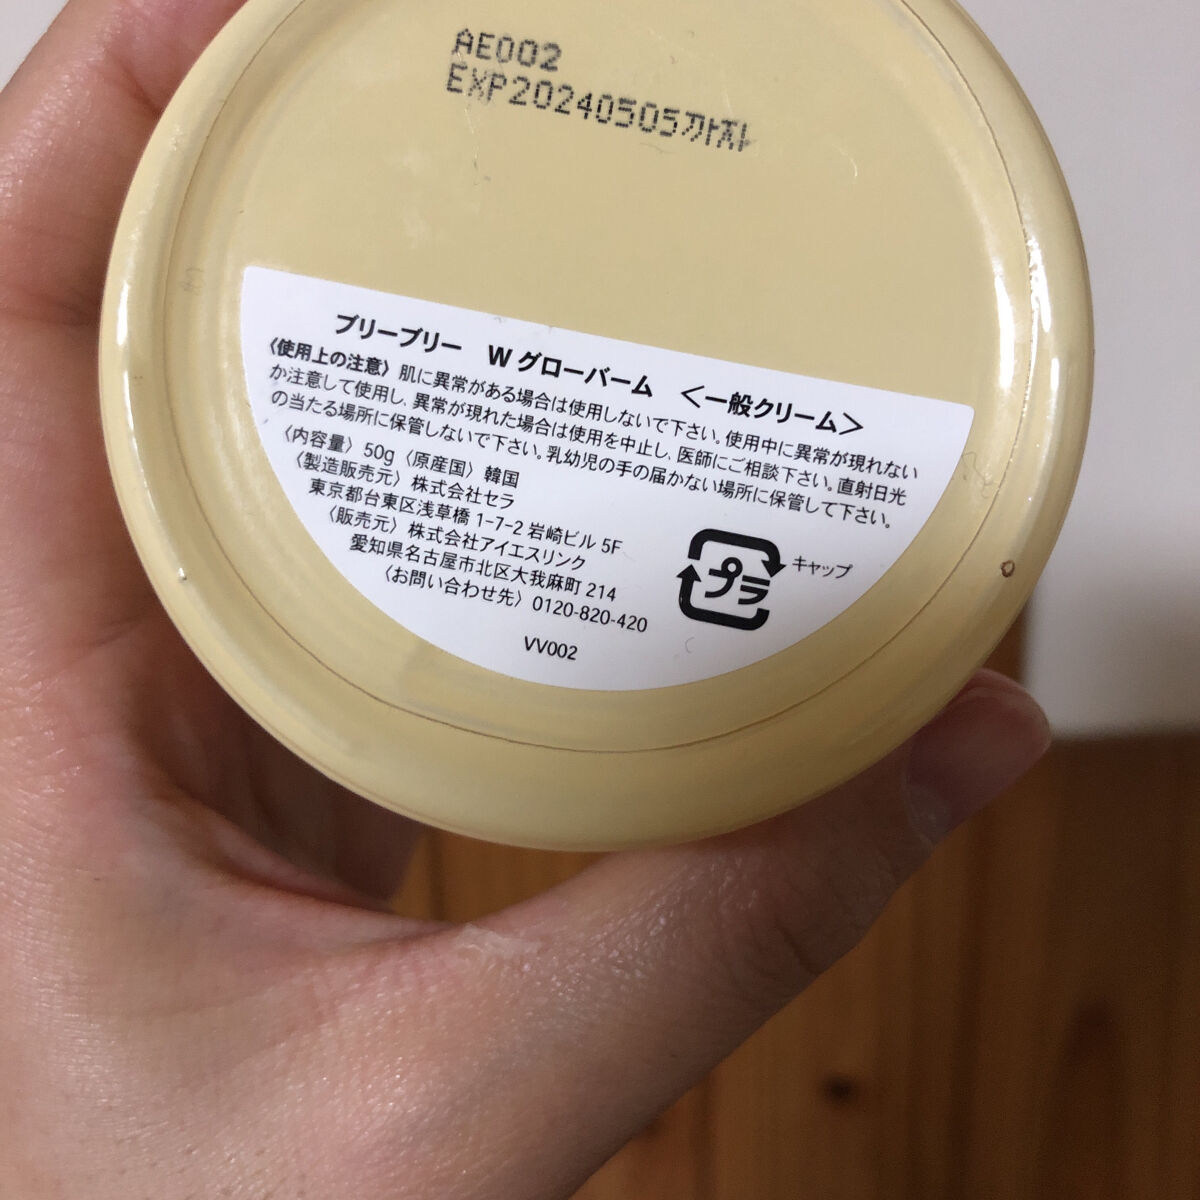 AE002
EXP20240505까지
ブリーブリー W グローバーム <一般クリーム>
〈使用上の注意〉肌に異常がある場合は使用しないで下さい。使用中に異常が現れない
か注意して使用し、異常が現れた場合は使用を中止し、医師にご相談下さい。直射日光
の当たる場所に保管しないで下さい。乳幼児の手の届かない場所に保管して下さい。
〈内容量〉50g〈原産国〉韓国
〈製造販売元〉株式会社セラ
東京都台東区浅草橋 1-7-2 岩崎ビル 5F
〈販売元〉株式会社アイエスリンク
愛知県名古屋市北区大我麻町 214
〈お問い合わせ先〉0120-820-420
プラ キャップ
VV002